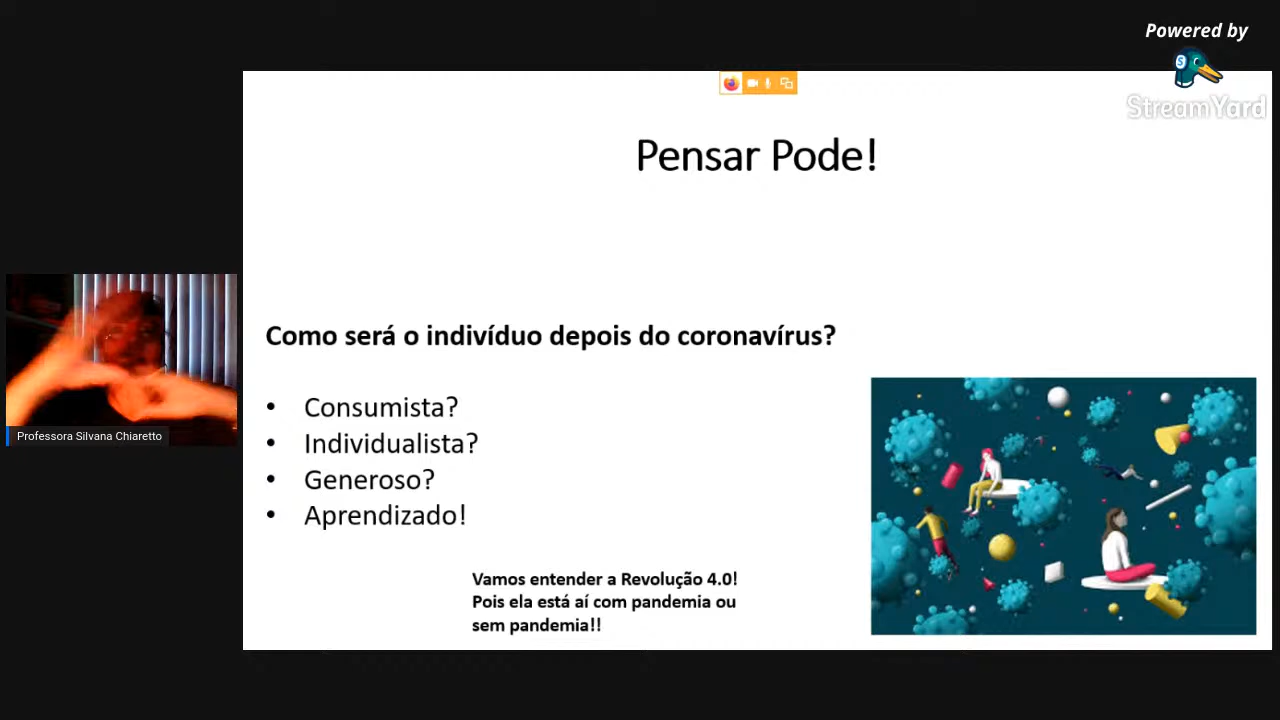 Powered by
StreamYard
Pensar Pode!
Como será o indivíduo depois do coronavírus?
• Consumista?
• Individualista?
• Generoso?
• Aprendizado!
Vamos entender a Revolução 4.0!
Pois ela está aí com pandemia ou
sem pandemia!!
Professora Silvana Chiaretto